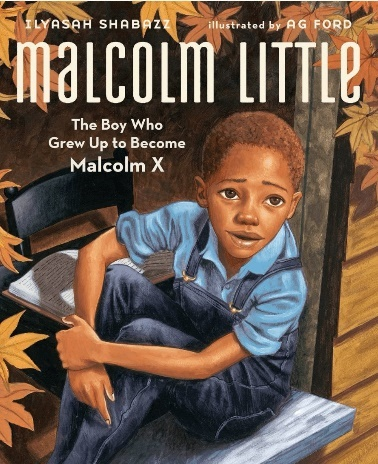 ILYASAH SHABAZZ illustrated by AG FORD
MALCOLM LITTLE
The Boy Who
Grew Up to Become
Malcolm X